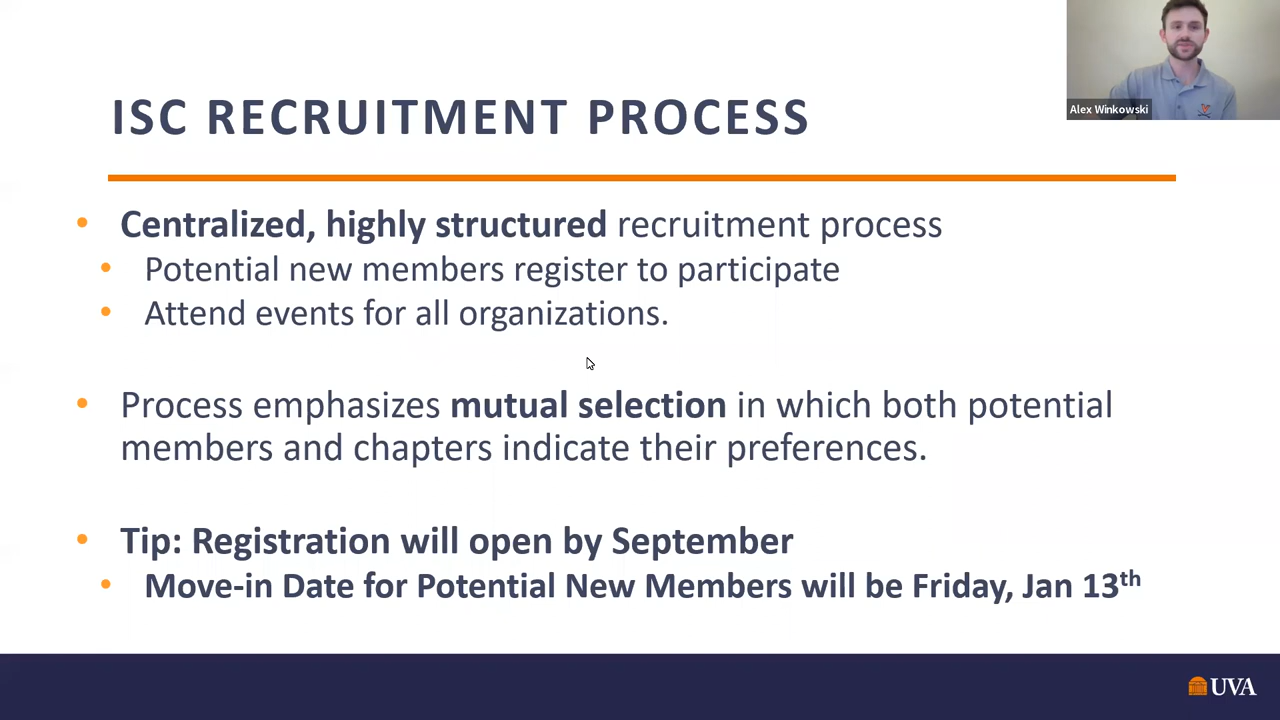 Alex Winkowski
ISC RECRUITMENT PROCESS
• Centralized, highly structured recruitment process
• Potential new members register to participate
• Attend events for all organizations.
• Process emphasizes mutual selection in which both potential
members and chapters indicate their preferences.
• Tip: Registration will open by September
• Move-in Date for Potential New Members will be Friday, Jan 13th
UVA